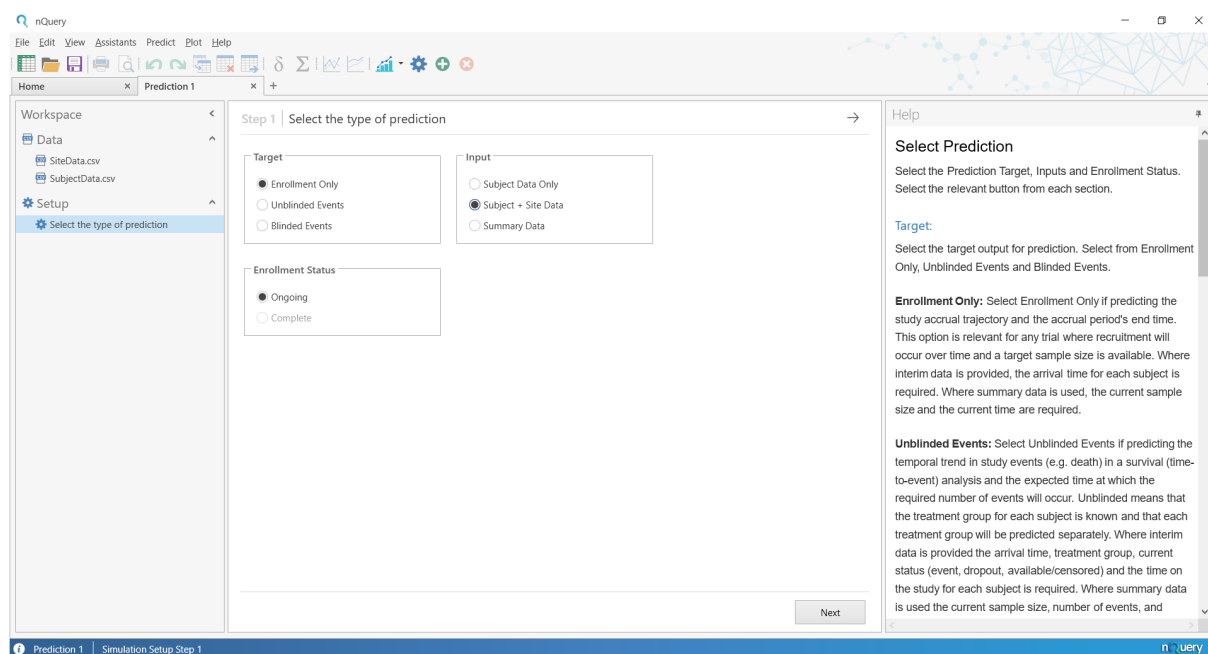 nQuery
File Edit View Assistants Predict Plot Help
Home × Prediction 1 × +
Workspace
Data
SiteData.csv
SubjectData.csv
Setup
Select the type of prediction
Step 1 | Select the type of prediction
Target
Enrollment Only
Unblinded Events
Blinded Events
Input
Subject Data Only
Subject + Site Data
Summary Data
Enrollment Status
Ongoing
Complete
Next
Help
Select Prediction
Select the Prediction Target, Inputs and Enrollment Status.
Select the relevant button from each section.
Target:
Select the target output for prediction. Select from Enrollment
Only, Unblinded Events and Blinded Events.
Enrollment Only: Select Enrollment Only if predicting the
study accrual trajectory and the accrual period's end time.
This option is relevant for any trial where recruitment will
occur over time and a target sample size is available. Where
interim data is provided, the arrival time for each subject is
required. Where summary data is used, the current sample
size and the current time are required.
Unblinded Events: Select Unblinded Events if predicting the
temporal trend in study events (e.g. death) in a survival (time-
to-event) analysis and the expected time at which the
required number of events will occur. Unblinded means that
the treatment group for each subject is known and that each
treatment group will be predicted separately. Where interim
data is provided the arrival time, treatment group, current
status (event, dropout, available/censored) and the time on
the study for each subject is required. Where summary data
is used the current sample size, number of events, and
Prediction 1 | Simulation Setup Step 1
nQuery